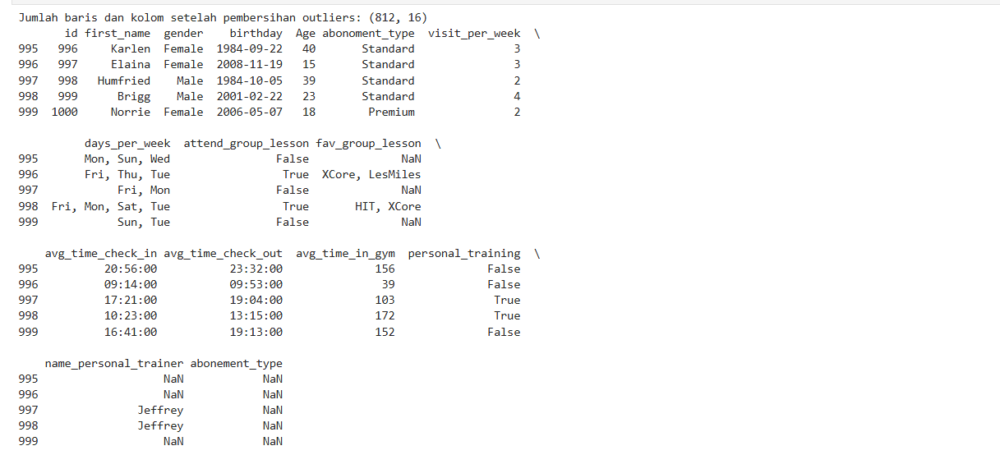 Jumlah baris dan kolom setelah pembersihan outliers: (812, 16)
id first_name gender birthday Age abonoment_type visit_per_week \
995 996 Karlen Female 1984-09-22 40 Standard 3
996 997 Elaina Female 2008-11-19 15 Standard 3
997 998 Humfried Male 1984-10-05 39 Standard 2
998 999 Brigg Male 2001-02-22 23 Standard 4
999 1000 Norrie Female 2006-05-07 18 Premium 2
days_per_week attend_group_lesson fav_group_lesson \
995 Mon, Sun, Wed False NaN
996 Fri, Thu, Tue True XCore, LesMiles
997 Fri, Mon False NaN
998 Fri, Mon, Sat, Tue True HIT, XCore
999 Sun, Tue False NaN
avg_time_check_in avg_time_check_out avg_time_in_gym personal_training \
995 20:56:00 23:32:00 156 False
996 09:14:00 09:53:00 39 False
997 17:21:00 19:04:00 103 True
998 10:23:00 13:15:00 172 True
999 16:41:00 19:13:00 152 False
name_personal_trainer abonement_type
995 NaN NaN
996 NaN NaN
997 Jeffrey NaN
998 Jeffrey NaN
999 NaN NaN